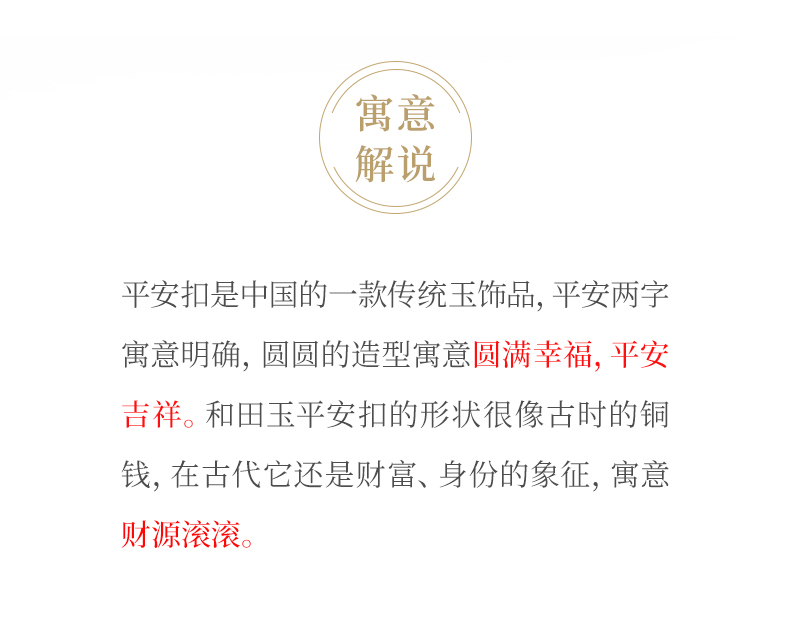 寓意
解说
平安扣是中国的一款传统玉饰品，平安两字
寓意明确，圆圆的造型寓意圆满幸福，平安
吉祥。和田玉平安扣的形状很像古时的铜
钱，在古代它还是财富、身份的象征，寓意
财源滚滚。